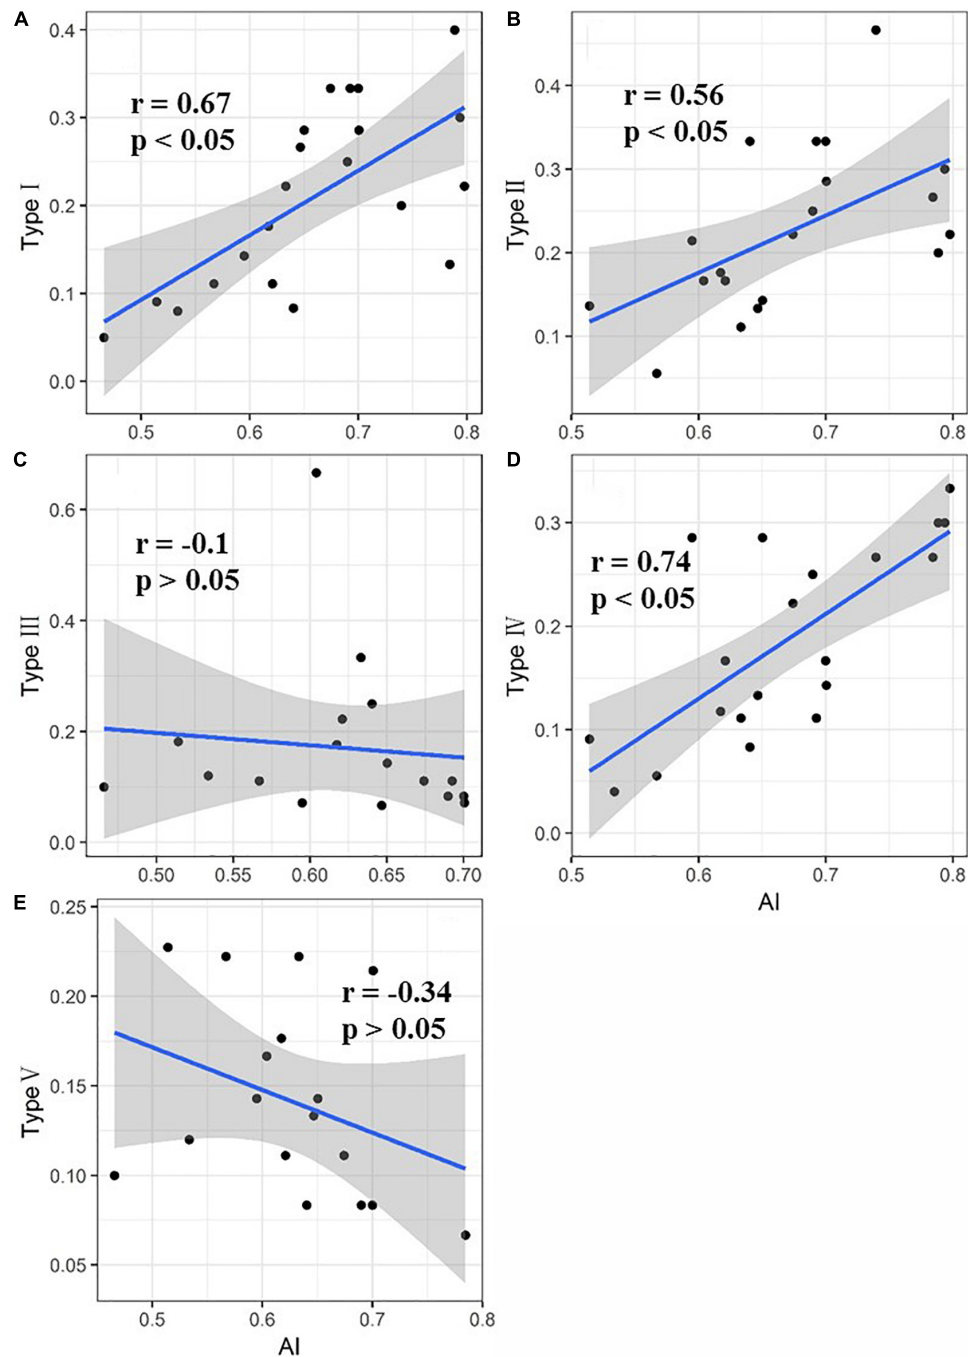 A
Type I
0.4
0.3
0.2
0.1
0.0
r = 0.67
p < 0.05
0.5 0.6 0.7 0.8
B
Type II
0.4
0.3
0.2
0.1
r = 0.56
p < 0.05
0.5 0.6 0.7 0.8
C
Type III
0.6
0.4
0.2
0.0
r = -0.1
p > 0.05
0.50 0.55 0.60 0.65 0.70
D
Type IV
0.3
0.2
0.1
0.0
r = 0.74
p < 0.05
0.5 0.6 0.7 0.8
AI
E
Type V
0.25
0.20
0.15
0.10
0.05
r = -0.34
p > 0.05
0.5 0.6 0.7 0.8
AI